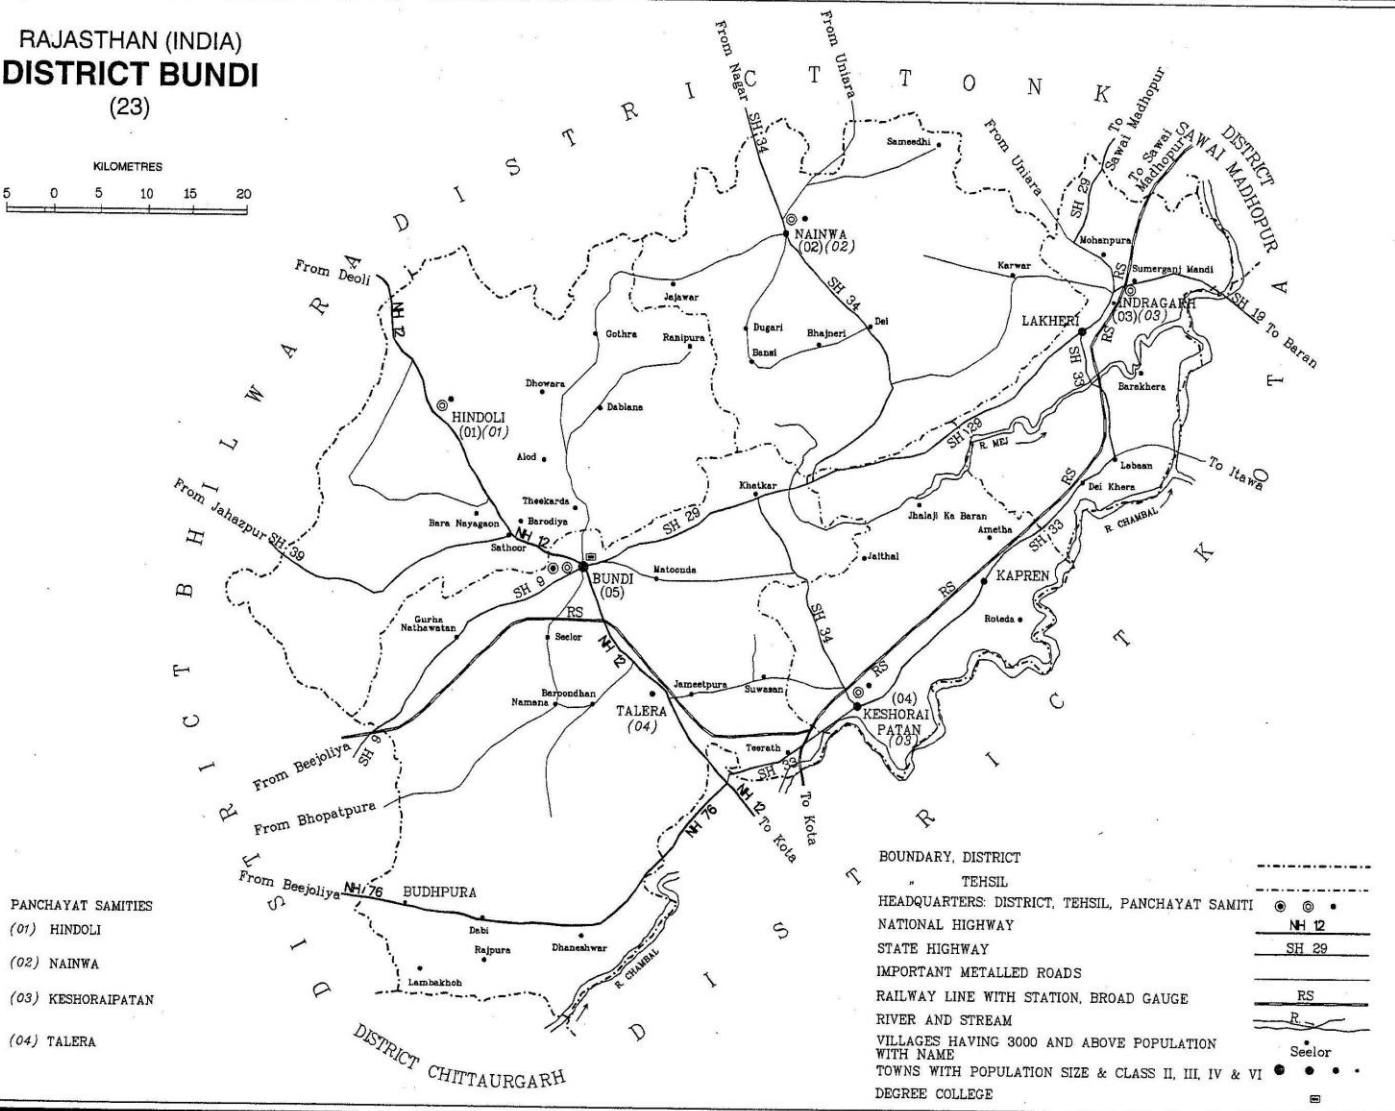 RAJASTHAN (INDIA)
DISTRICT BUNDI
(23)
KILOMETRES
5 0 5 10 15 20
DISTRICT TONK
DISTRICT
SAWAI MADHOPUR
DISTRICT BHILWARA
DISTRICT KOTA
DISTRICT CHITTAURGARH
From Nagar
SH 34
From Uniara
From Uniara
To
Sawai Madhopur
SH 29
To Sawai
Madhopur
Sameedhi
NAINWA
(02)(02)
Mohanpura
RS
Sumerganj Mandi
Karwar
INDRAGARH
(03)(03)
LAKHERI
RS
SH 19 To Baran
SH 33
Barakhera
From Deoli
NH 12
Jajawar
SH 34
Gothra
Ranipura
Dugari
Bhajneri
Dei
Bansi
Dhowara
Dablana
HINDOLI
(01)(01)
Alod
SH 29
R. MEJ
Labaan
To Itawa
RS
Dei Khera
R. CHAMBAL
From Jahazpur SH 39
Theekarda
Bara Nayagaon
Barodiya
Sathoor
NH 12
Khatkar
SH 29
Jhalaji Ka Baran
Ametha
SH 33
Jaithal
BUNDI
(05)
Matoonda
SH 9
KAPREN
RS
Roteda
Gurha
Nathawatan
RS
Seelor
NH 12
SH 34
Jameetpura
Suwasan
RS
Baroondhan
Namana
TALERA
(04)
(04)
KESHORAI
PATAN
(03)
Teerath
SH 33
From Beejoliya
SH 9
From Bhopatpura
NH 76
NH 12
To Kota
To Kota
From Beejoliya
NH 76
BUDHPURA
Dabi
Rajpura
Dhaneshwar
Lambakhoh
R. CHAMBAL
PANCHAYAT SAMITIES
(01) HINDOLI
(02) NAINWA
(03) KESHORAIPATAN
(04) TALERA
BOUNDARY, DISTRICT
" TEHSIL
HEADQUARTERS: DISTRICT, TEHSIL, PANCHAYAT SAMITI
NATIONAL HIGHWAY NH 12
STATE HIGHWAY SH 29
IMPORTANT METALLED ROADS
RAILWAY LINE WITH STATION, BROAD GAUGE RS
RIVER AND STREAM R.
VILLAGES HAVING 3000 AND ABOVE POPULATION
WITH NAME Seelor
TOWNS WITH POPULATION SIZE & CLASS II, III, IV & VI
DEGREE COLLEGE